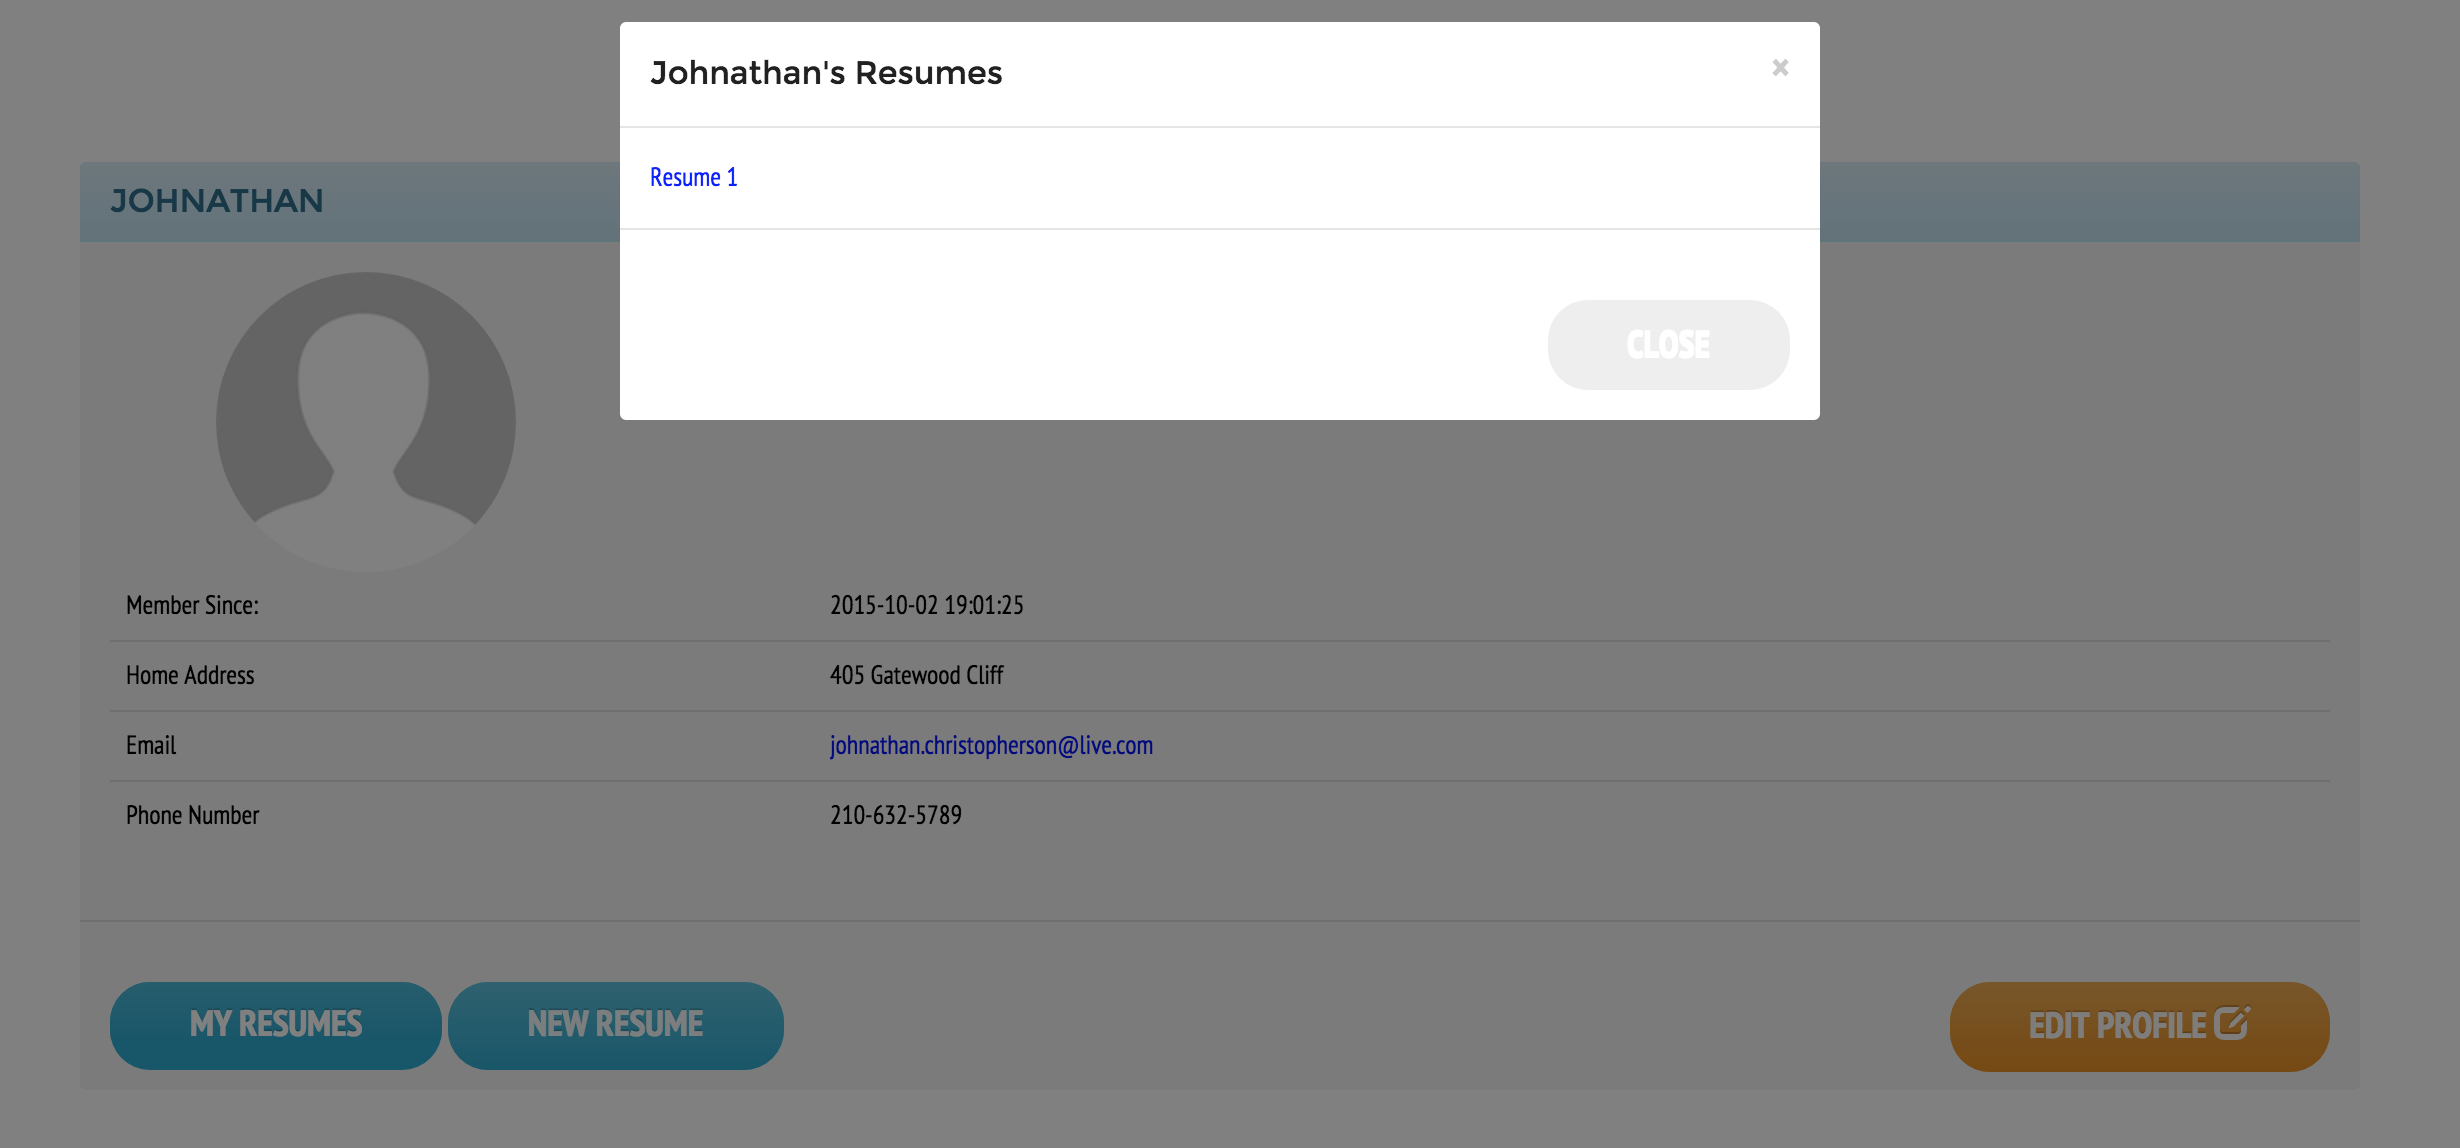 Johnathan's Resumes
×
Resume 1
CLOSE
JOHNATHAN
Member Since: 2015-10-02 19:01:25
Home Address 405 Gatewood Cliff
Email johnathan.christopherson@live.com
Phone Number 210-632-5789
MY RESUMES NEW RESUME EDIT PROFILE